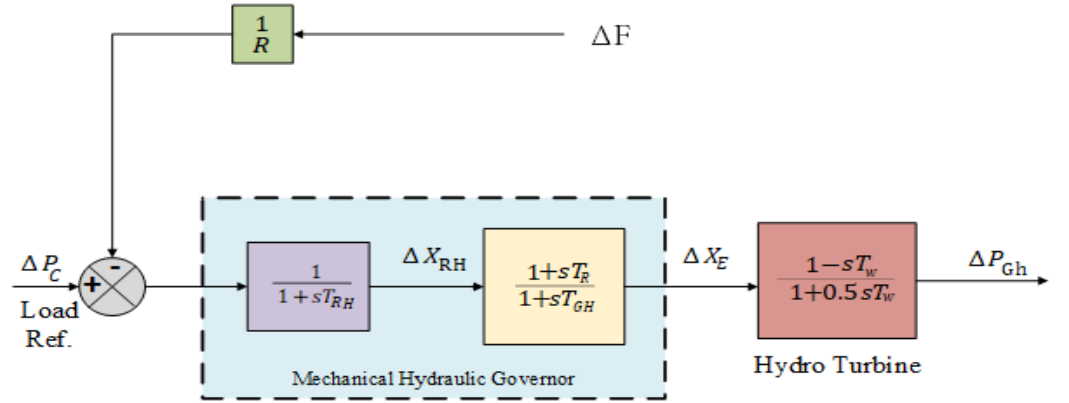 1
R
ΔF
ΔP_C
+
-
Load
Ref.
1
1 + sT_RH
ΔX_RH
1+sT_R
1+sT_GH
ΔX_E
1−sT_w
1+0.5sT_w
ΔP_Gh
Mechanical Hydraulic Governor
Hydro Turbine